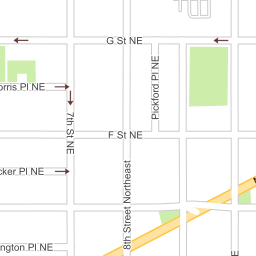 G St NE
Pickford Pl NE
orris Pl NE
7th St NE
F St NE
8th Street Northeast
cker Pl NE
ngton Pl NE